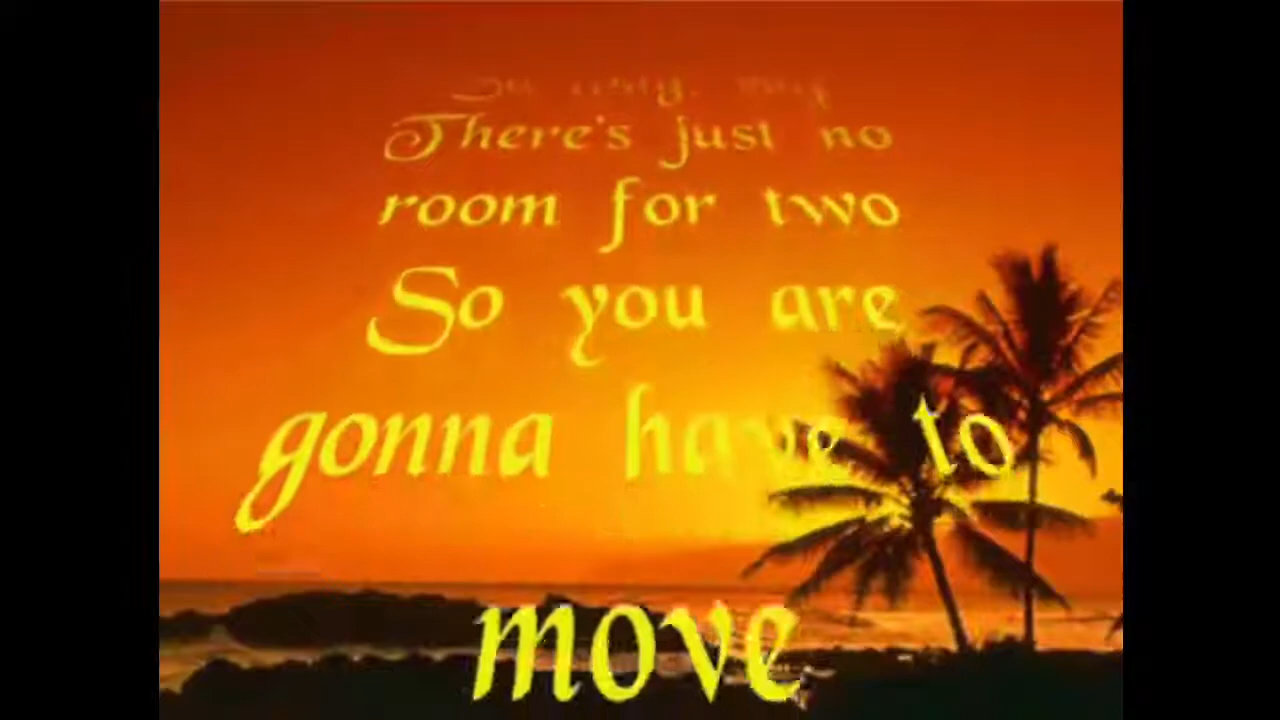 There's just no
room for two
So you are
gonna have to
move